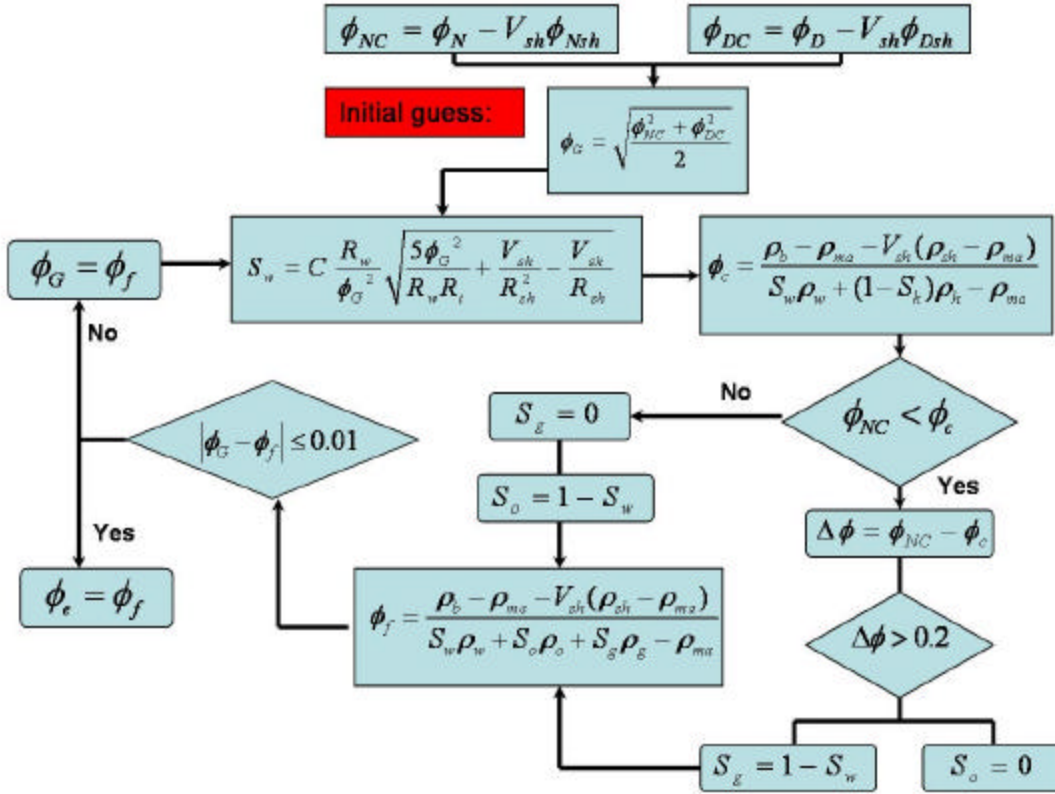 ϕ_NC = ϕ_N − V_sh ϕ_Nsh
ϕ_DC = ϕ_D − V_sh ϕ_Dsh
Initial guess:
ϕ_G = √((ϕ²_NC + ϕ²_DC) / 2)
ϕ_G = ϕ_f
S_w = C (R_w / ϕ_G²) √(5ϕ_G² / (R_w R_t) + V_sh / R²_sh − V_sh / R_sh)
ϕ_c = (ρ_b − ρ_ma − V_sh(ρ_sh − ρ_ma)) / (S_w ρ_w + (1 − S_h)ρ_h − ρ_ma)
No
No
S_g = 0
ϕ_NC < ϕ_c
|ϕ_G − ϕ_f| ≤ 0.01
Yes
S_o = 1 − S_w
Yes
Δϕ = ϕ_NC − ϕ_c
ϕ_e = ϕ_f
ϕ_f = (ρ_b − ρ_ma − V_sh(ρ_sh − ρ_ma)) / (S_w ρ_w + S_o ρ_o + S_g ρ_g − ρ_ma)
Δϕ > 0.2
S_g = 1 − S_w
S_o = 0